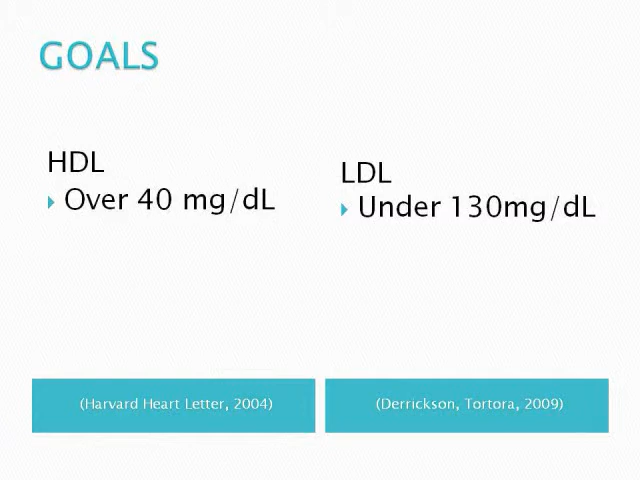 GOALS
HDL
Over 40 mg/dL
LDL
Under 130mg/dL
(Harvard Heart Letter, 2004)
(Derrickson, Tortora, 2009)